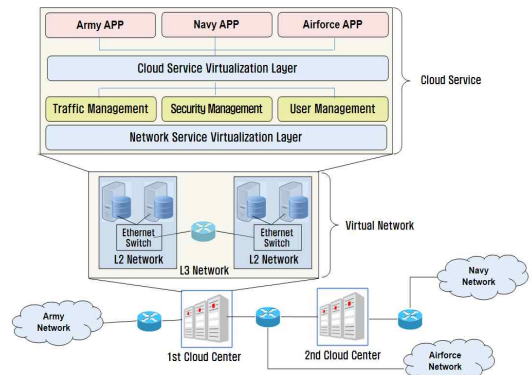 Army APP
Navy APP
Airforce APP
Cloud Service Virtualization Layer
Cloud Service
Traffic Management
Security Management
User Management
Network Service Virtualization Layer
Ethernet
Switch
L2 Network
Ethernet
Switch
L2 Network
L3 Network
Virtual Network
Navy
Network
Army
Network
1st Cloud Center
2nd Cloud Center
Airforce
Network